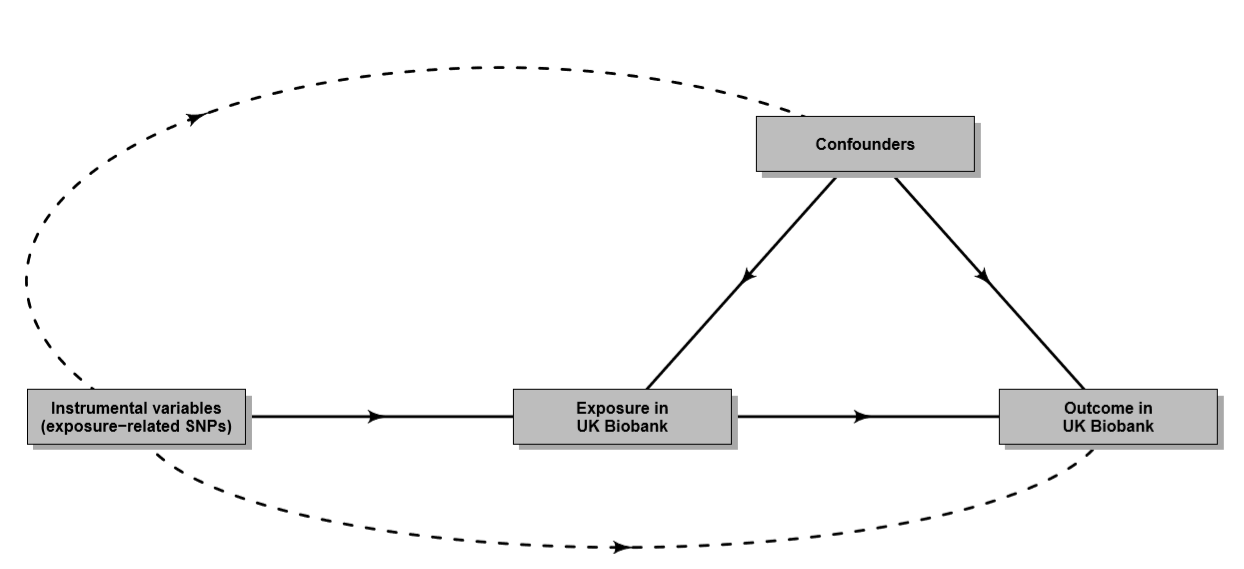 Confounders
Instrumental variables
(exposure−related SNPs)
Exposure in
UK Biobank
Outcome in
UK Biobank